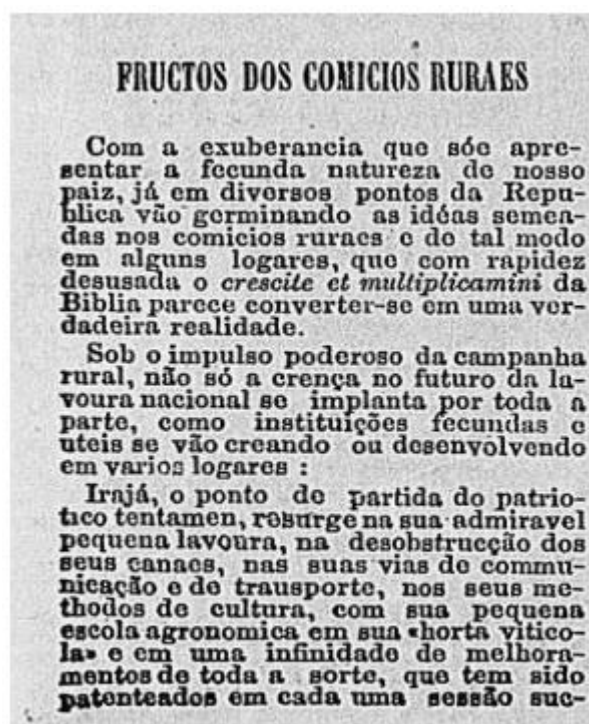 FRUCTOS DOS COMICIOS RURAES
Com a exuberancia que sóe apre-
sentar a fecunda natureza de nosso
paiz, já em diversos pontos da Repu-
blica vão germinando as idéas semea-
das nos comicios ruraes e de tal modo
em alguns logares, que com rapidez
desusada o crescite et multiplicamini da
Biblia parece converter-se em uma ver-
dadeira realidade.
Sob o impulso poderoso da campanha
rural, não só a crença no futuro da la-
voura nacional se implanta por toda a
parte, como instituições fecundas e
uteis se vão creando ou desenvolvendo
em varios logares :
Irajá, o ponto de partida do patrio-
tico tentamen, resurge na sua admiravel
pequena lavoura, na desobstrucção dos
seus canaes, nas suas vias de commu-
nicação e de transporte, nos seus me-
thodos de cultura, com sua pequena
escola agronomica em sua «horta vitico-
la» e em uma infinidade de melhora-
mentos de toda a sorte, que tem sido
patenteados em cada uma sessão suc-